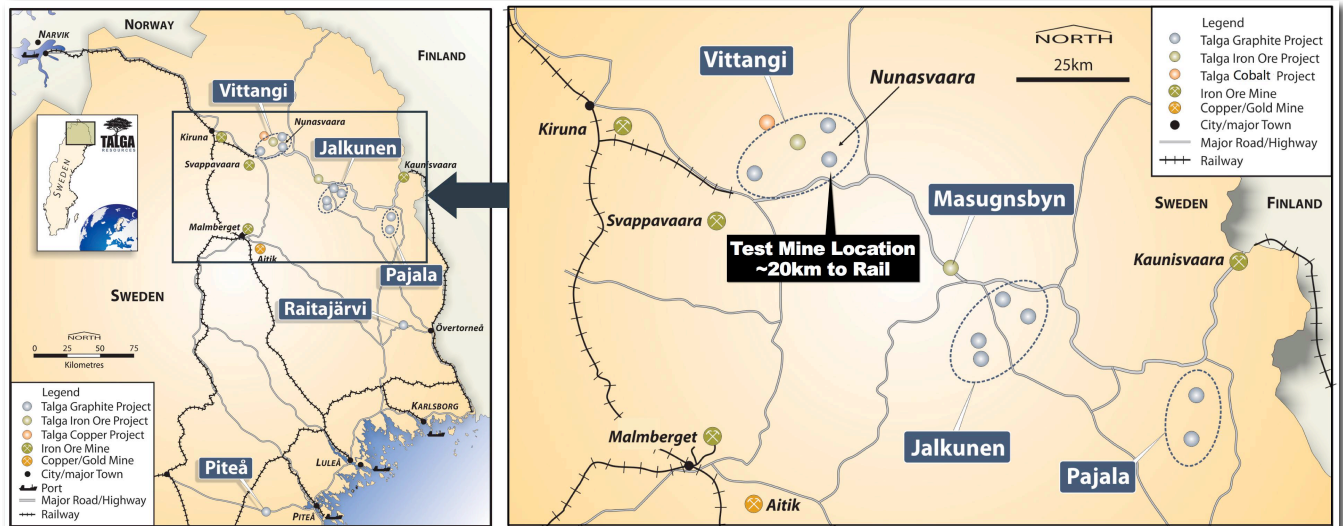 NORWAY
NARVIK
FINLAND
Vittangi
Nunasvaara
Kiruna
Jalkunen
Svappavaara
Kaunisvaara
TALGA
RESOURCES
SWEDEN
Malmberget
Aitik
Pajala
SWEDEN
Raitajärvi
Övertorneå
NORTH
0 25 50 75
Kilometres
KARLSBORG
LULEÅ
Piteå
PITEÅ
Legend
Talga Graphite Project
Talga Iron Ore Project
Talga Copper Project
Iron Ore Mine
Copper/Gold Mine
City/major Town
Port
Major Road/Highway
Railway
Vittangi
Nunasvaara
NORTH
25km
Legend
Talga Graphite Project
Talga Iron Ore Project
Talga Cobalt Project
Iron Ore Mine
Copper/Gold Mine
City/major Town
Major Road/Highway
Railway
Kiruna
Svappavaara
Test Mine Location
~20km to Rail
Masugnsbyn
SWEDEN
FINLAND
Kaunisvaara
Malmberget
Jalkunen
Pajala
Aitik